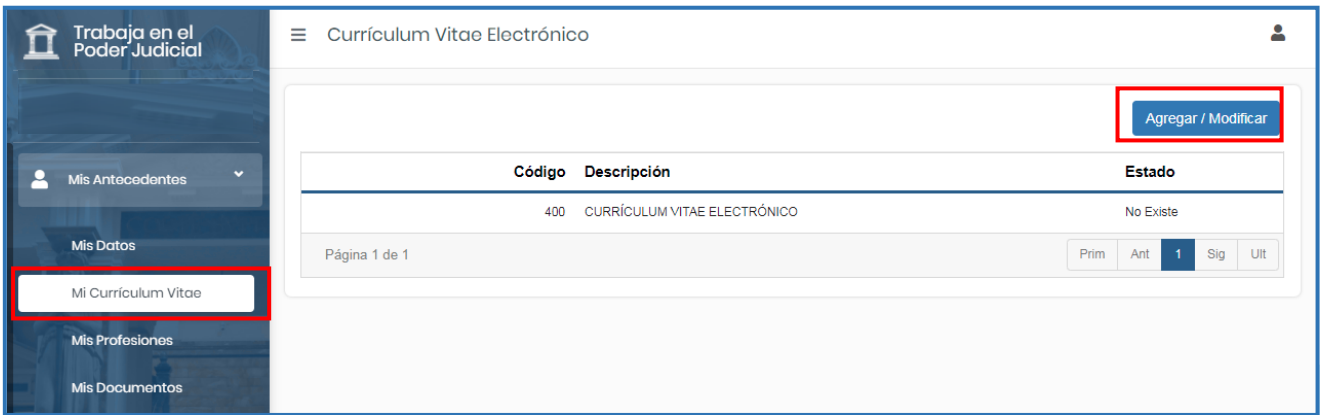 Trabaja en el
Poder Judicial
Currículum Vitae Electrónico
Agregar / Modificar
Mis Antecedentes
Código Descripción Estado
400 CURRÍCULUM VITAE ELECTRÓNICO No Existe
Mis Datos
Página 1 de 1 Prim Ant 1 Sig Ult
Mi Currículum Vitae
Mis Profesiones
Mis Documentos